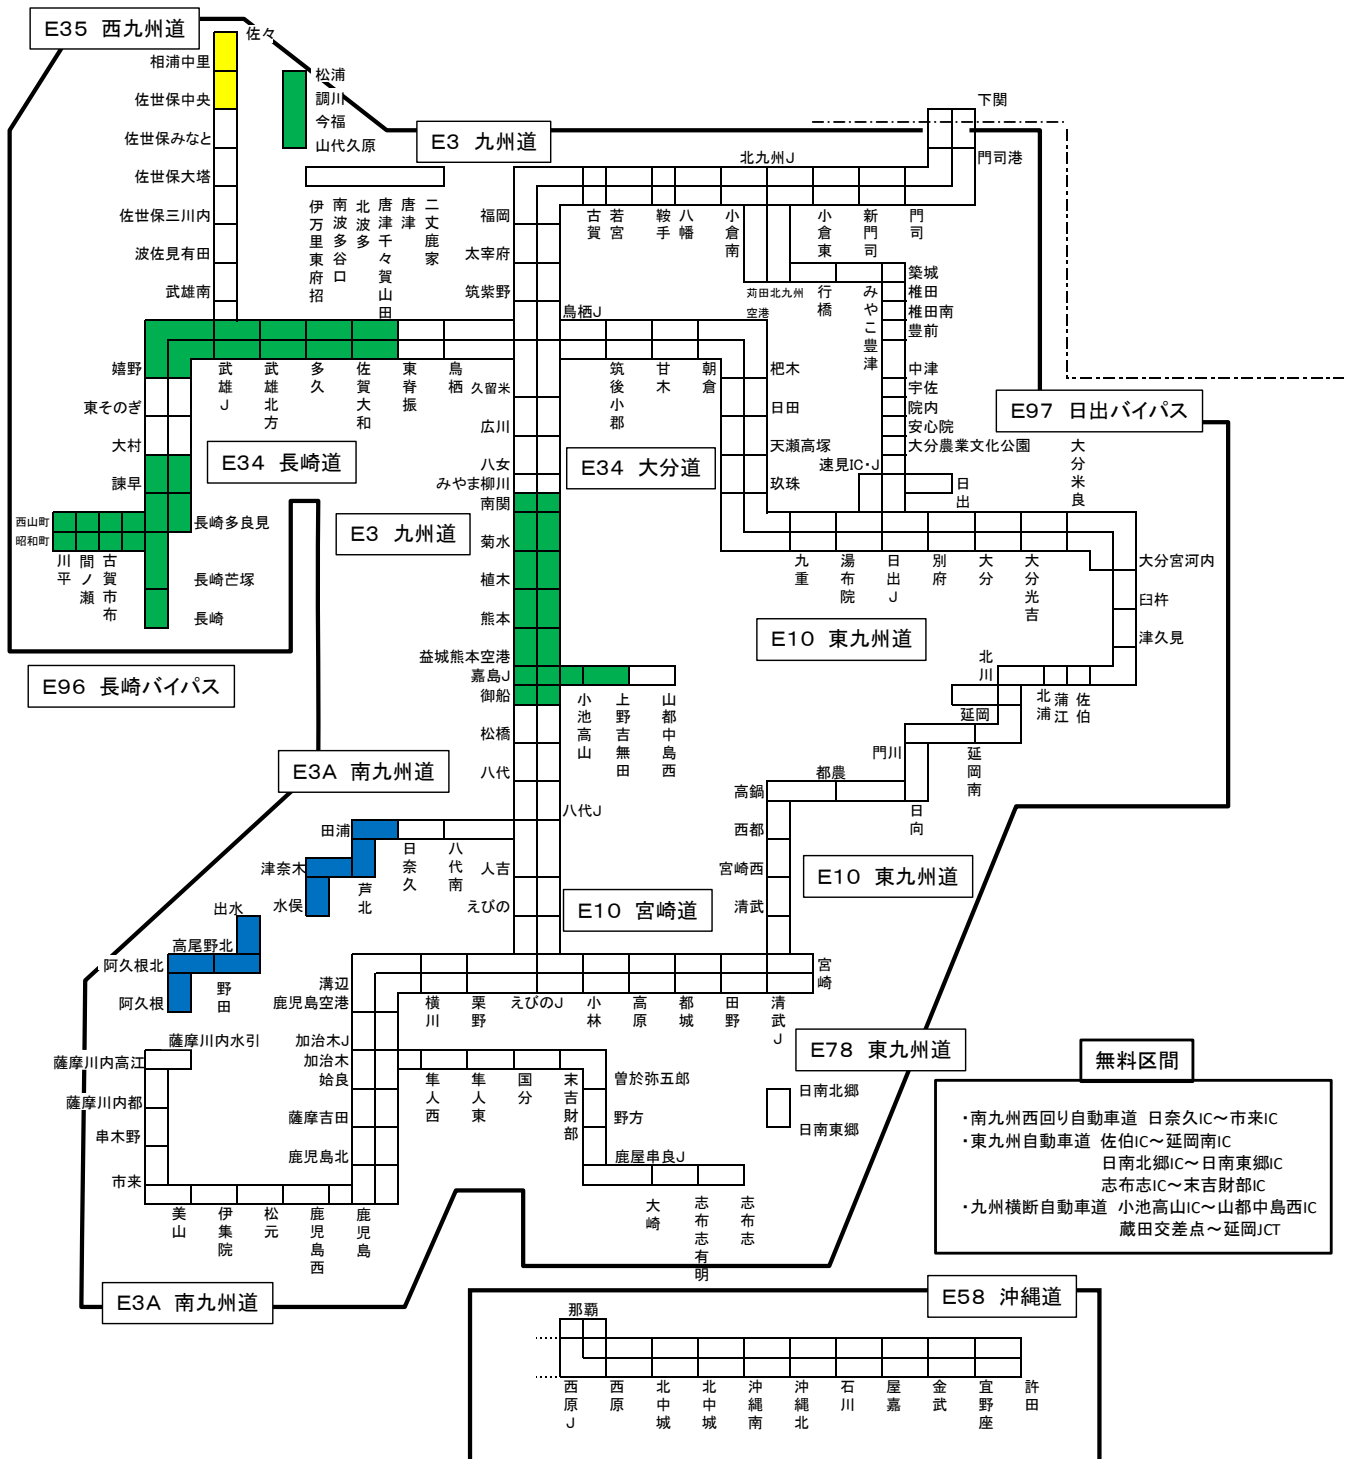 E35 西九州道
佐々
相浦中里
佐世保中央
佐世保みなと
佐世保大塔
佐世保三川内
波佐見有田
武雄南
松浦
調川
今福
山代久原
E3 九州道
下関
門司港
北九州J
伊万里東府招
南波多谷口
北波多
唐津千々賀山田
唐津
二丈鹿家
福岡
太宰府
筑紫野
古賀
若宮
鞍手
八幡
小倉南
小倉東
新門司
門司
苅田北九州
空港
行橋
みやこ豊津
築城
椎田
椎田南
豊前
中津
宇佐
院内
安心院
大分農業文化公園
速見IC・J
日出
E97 日出バイパス
大分米良
鳥栖J
嬉野
東そのぎ
大村
諫早
武雄J
武雄北方
多久
佐賀大和
東脊振
鳥栖
久留米
広川
八女
みやま柳川
南関
菊水
植木
熊本
益城熊本空港
嘉島J
御船
松橋
八代
八代J
人吉
えびの
筑後小郡
甘木
朝倉
杷木
日田
天瀬高塚
玖珠
E34 長崎道
E34 大分道
E3 九州道
西山町
昭和町
川平
間ノ瀬
古賀市布
長崎多良見
長崎芒塚
長崎
E96 長崎バイパス
九重
湯布院
日出J
別府
大分
大分光吉
大分宮河内
臼杵
津久見
E10 東九州道
小池高山
上野吉無田
山都中島西
北川
北浦
蒲江
佐伯
延岡
延岡南
門川
日向
都農
高鍋
西都
宮崎西
清武
E10 東九州道
E3A 南九州道
田浦
日奈久
八代南
津奈木
芦北
水俣
出水
高尾野北
阿久根北
阿久根
野田
E10 宮崎道
溝辺
鹿児島空港
横川
栗野
えびのJ
小林
高原
都城
田野
清武J
宮崎
加治木J
加治木
姶良
薩摩吉田
鹿児島北
隼人西
隼人東
国分
末吉財部
曽於弥五郎
野方
鹿屋串良J
大崎
志布志有明
志布志
E78 東九州道
日南北郷
日南東郷
薩摩川内水引
薩摩川内高江
薩摩川内都
串木野
市来
美山
伊集院
松元
鹿児島西
鹿児島
E3A 南九州道
無料区間
・南九州西回り自動車道 日奈久IC～市来IC
・東九州自動車道 佐伯IC～延岡南IC
日南北郷IC～日南東郷IC
志布志IC～末吉財部IC
・九州横断自動車道 小池高山IC～山都中島西IC
蔵田交差点～延岡JCT
E58 沖縄道
那覇
西原J
西原
北中城
北中城
沖縄南
沖縄北
石川
屋嘉
金武
宜野座
許田